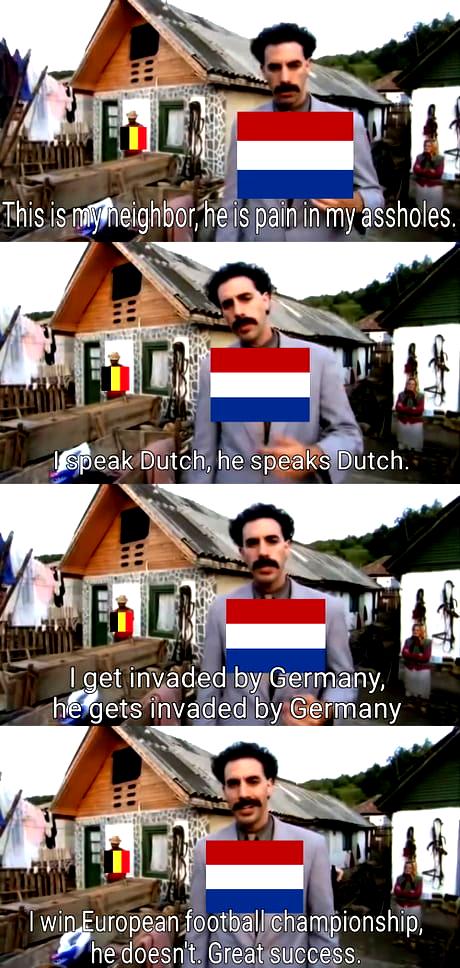 This is my neighbor, he is pain in my assholes.
I speak Dutch, he speaks Dutch.
I get invaded by Germany,
he gets invaded by Germany
I win European football championship,
he doesn't. Great success.